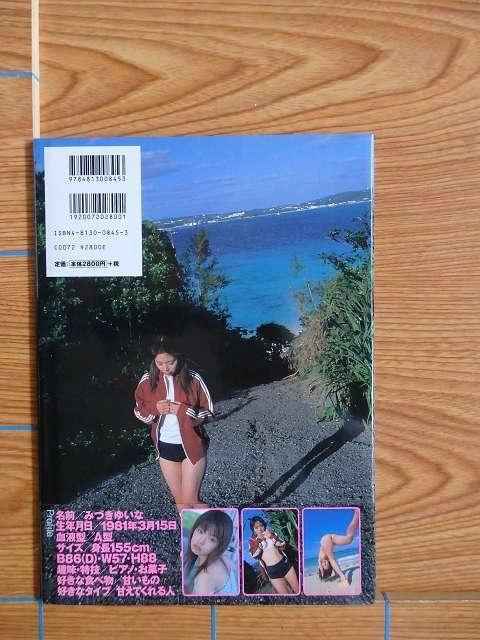 9784813008453
1920072028001
ISBN4-8130-0845-3
C0072 ¥2800E
定価:本体2800円+税
Profile
名前／みづきゆいな
生年月日／1981年3月15日
血液型／A型
サイズ／身長155cm
B86(D)・W57・H88
趣味・特技／ピアノ・お菓子
好きな食べ物／甘いもの
好きなタイプ／甘えてくれる人